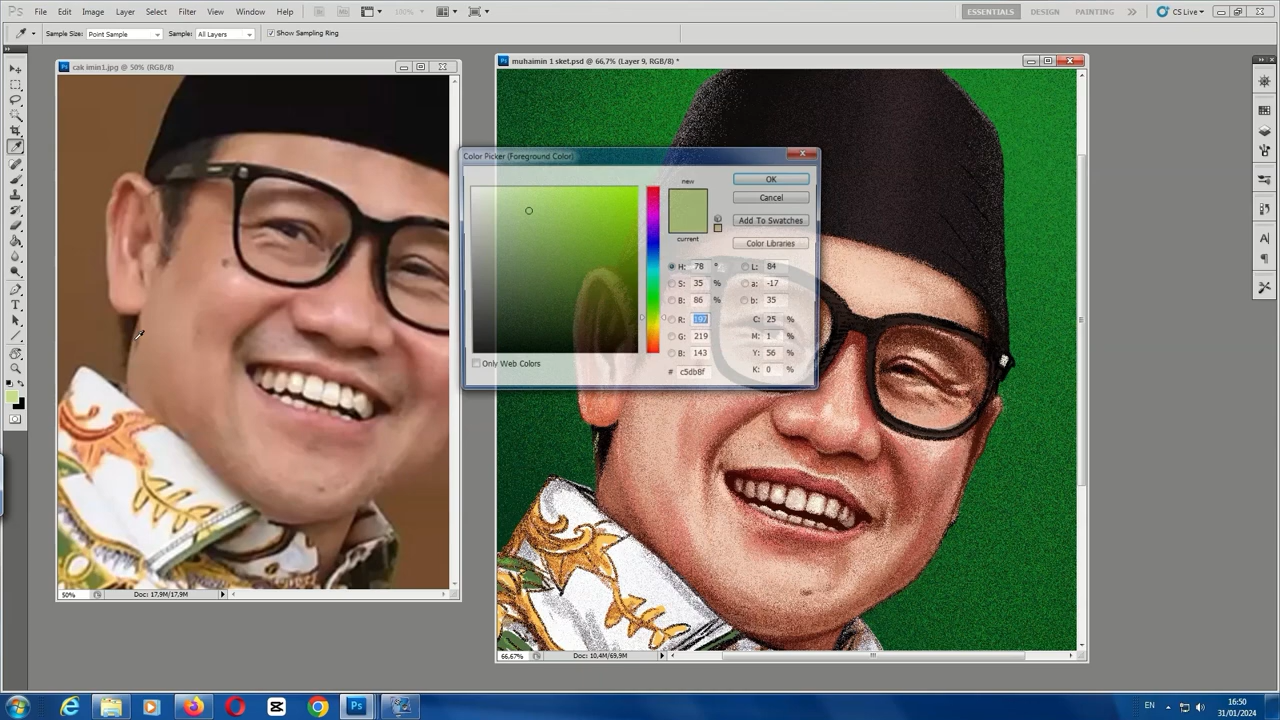 Ps File Edit Image Layer Select Filter Analysis 3D View Window Help 100% ESSENTIALS DESIGN PAINTING CS Live
Sample Size: Point Sample Sample: All Layers Show Sampling Ring
cak imin1.jpg @ 50% (RGB/8)
muhaimin 1 sket.psd @ 66,7% (Layer 9, RGB/8) *
Color Picker (Foreground Color)
new
current
OK
Cancel
Add To Swatches
Color Libraries
H: 78 ° L: 84
S: 35 % a: -17
B: 86 % b: 35
R: 197 C: 25 %
G: 219 M: 1 %
B: 143 Y: 56 %
# c5db8f K: 0 %
Only Web Colors
50% Doc: 17,9M/17,9M
66,67% Doc: 10,4M/69,9M
EN 16:50
31/01/2024